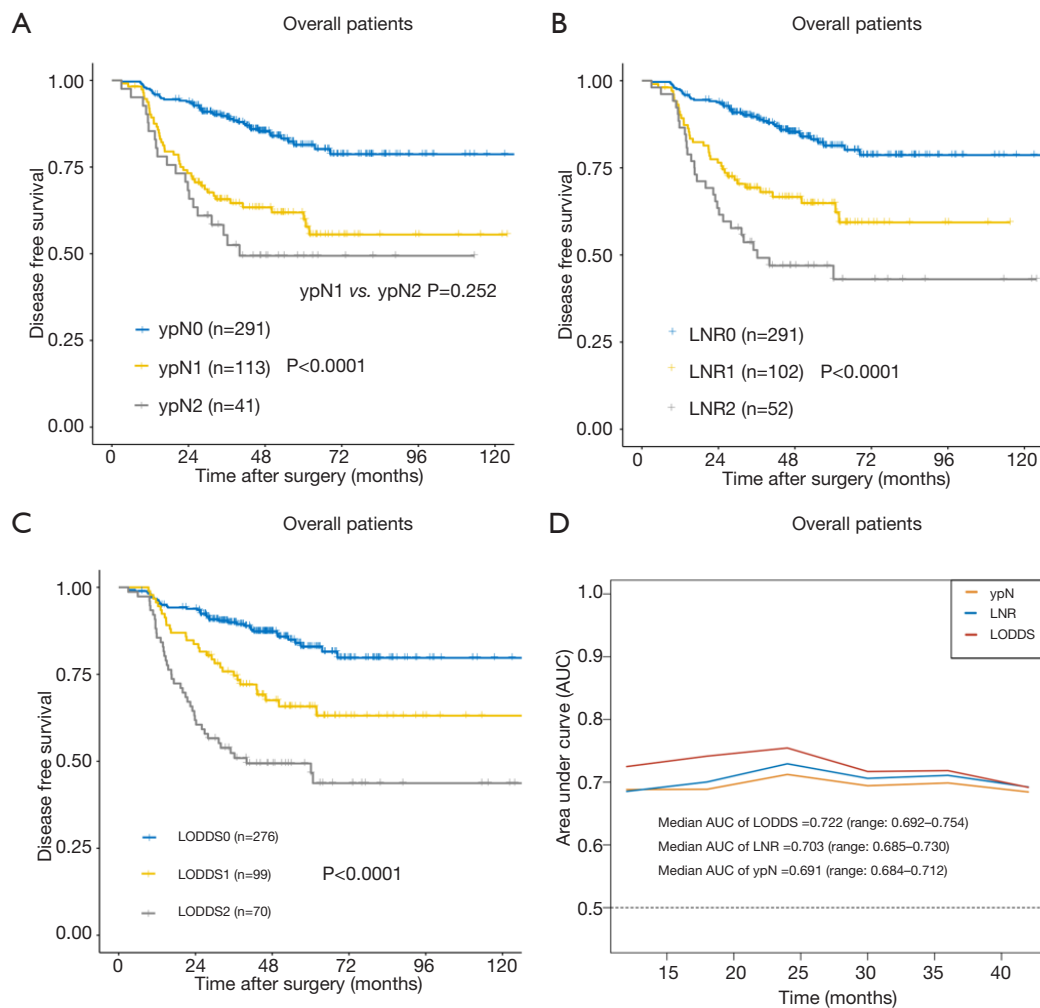 A
Overall patients
Disease free survival
1.00
0.75
0.50
0.25
0.00
ypN1 vs. ypN2 P=0.252
ypN0 (n=291)
ypN1 (n=113) P<0.0001
ypN2 (n=41)
0 24 48 72 96 120
Time after surgery (months)
B
Overall patients
Disease free survival
1.00
0.75
0.50
0.25
0.00
LNR0 (n=291)
LNR1 (n=102) P<0.0001
LNR2 (n=52)
0 24 48 72 96 120
Time after surgery (months)
C
Overall patients
Disease free survival
1.00
0.75
0.50
0.25
0.00
LODDS0 (n=276)
LODDS1 (n=99) P<0.0001
LODDS2 (n=70)
0 24 48 72 96 120
Time after surgery (months)
D
Overall patients
Area under curve (AUC)
1.0
0.9
0.8
0.7
0.6
0.5
ypN
LNR
LODDS
Median AUC of LODDS =0.722 (range: 0.692–0.754)
Median AUC of LNR =0.703 (range: 0.685–0.730)
Median AUC of ypN =0.691 (range: 0.684–0.712)
15 20 25 30 35 40
Time (months)